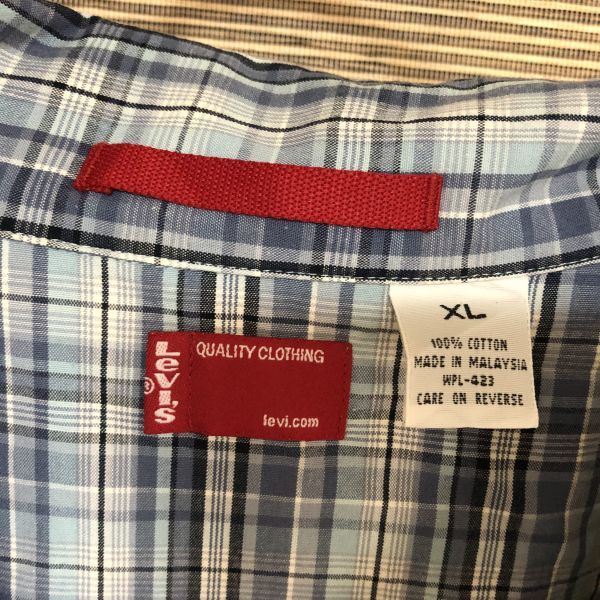 LEVI'S
®
QUALITY CLOTHING
levi.com
XL
100% COTTON
MADE IN MALAYSIA
WPL-423
CARE ON REVERSE